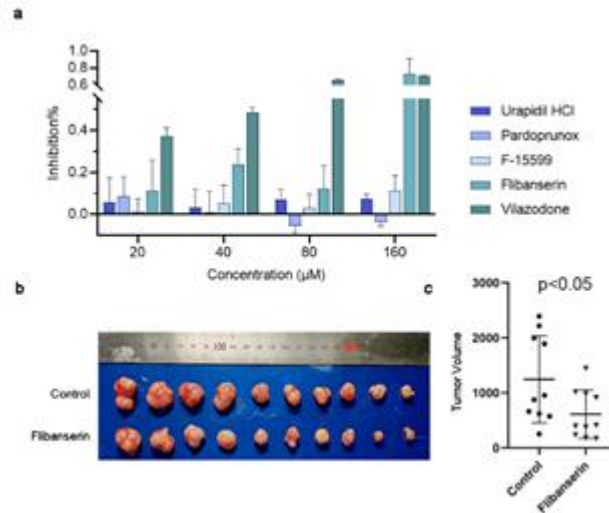 a
1.0
0.8
0.6
0.4
0.2
0.0
Inhibition%
20
40
80
160
Concentration (μM)
Urapidil HCl
Pardoprunox
F-15599
Flibanserin
Vilazodone
b
100
Control
Flibanserin
c
p<0.05
3000
2000
1000
0
Tumor Volume
Control
Flibanserin